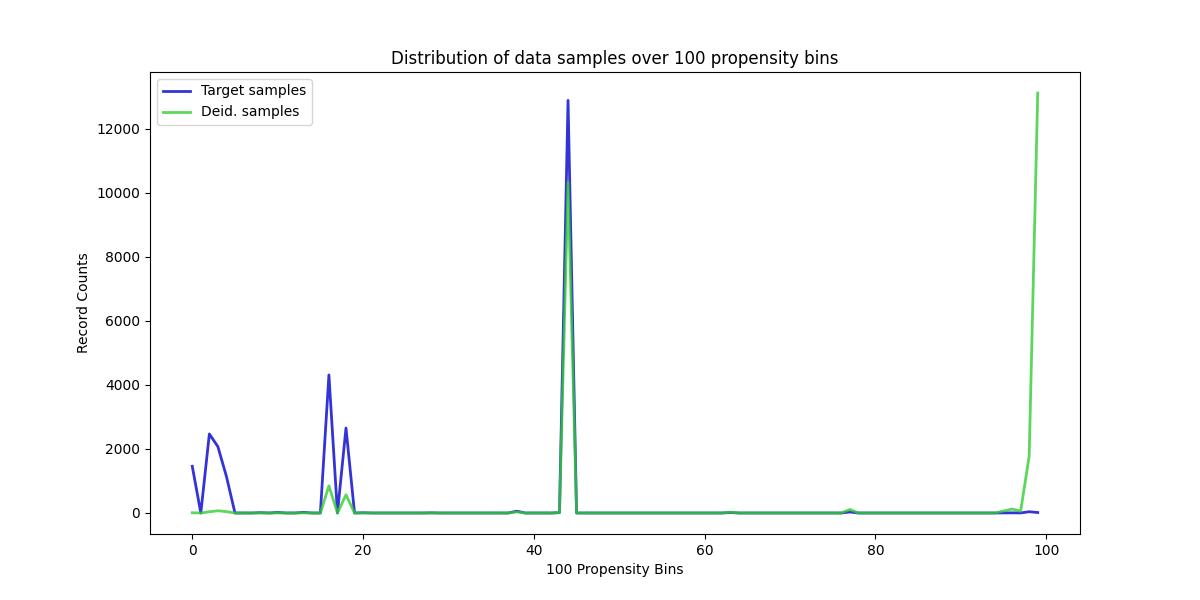 Distribution of data samples over 100 propensity bins
Target samples
Deid. samples
12000
10000
8000
6000
4000
2000
0
Record Counts
0 20 40 60 80 100
100 Propensity Bins